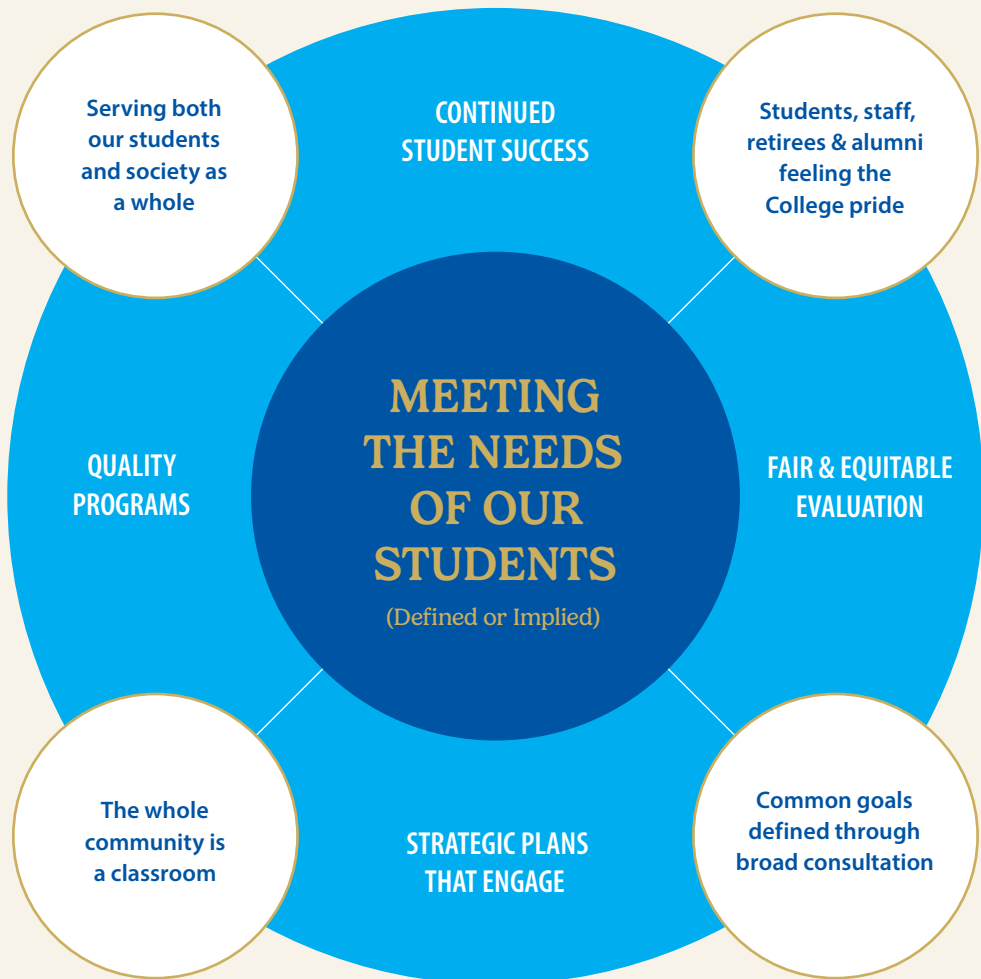 Serving both
our students
and society as
a whole
CONTINUED
STUDENT SUCCESS
Students, staff,
retirees & alumni
feeling the
College pride
QUALITY
PROGRAMS
MEETING
THE NEEDS
OF OUR
STUDENTS
(Defined or Implied)
FAIR & EQUITABLE
EVALUATION
The whole
community is
a classroom
STRATEGIC PLANS
THAT ENGAGE
Common goals
defined through
broad consultation